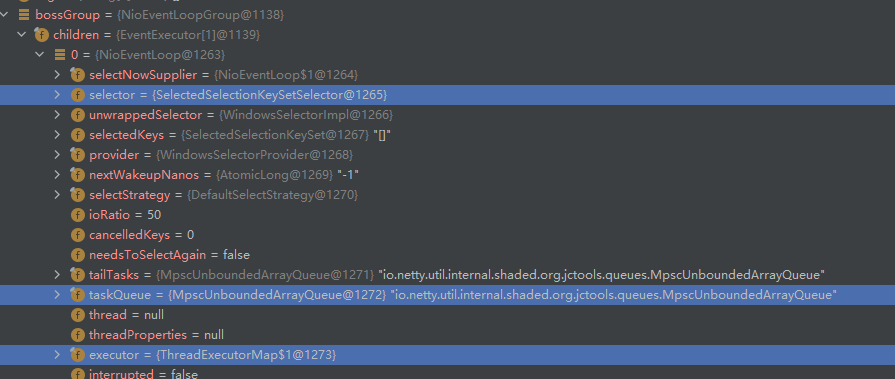 bossGroup = {NioEventLoopGroup@1138}
children = {EventExecutor[1]@1139}
0 = {NioEventLoop@1263}
selectNowSupplier = {NioEventLoop$1@1264}
selector = {SelectedSelectionKeySetSelector@1265}
unwrappedSelector = {WindowsSelectorImpl@1266}
selectedKeys = {SelectedSelectionKeySet@1267} "[]"
provider = {WindowsSelectorProvider@1268}
nextWakeupNanos = {AtomicLong@1269} "-1"
selectStrategy = {DefaultSelectStrategy@1270}
ioRatio = 50
cancelledKeys = 0
needsToSelectAgain = false
tailTasks = {MpscUnboundedArrayQueue@1271} "io.netty.util.internal.shaded.org.jctools.queues.MpscUnboundedArrayQueue"
taskQueue = {MpscUnboundedArrayQueue@1272} "io.netty.util.internal.shaded.org.jctools.queues.MpscUnboundedArrayQueue"
thread = null
threadProperties = null
executor = {ThreadExecutorMap$1@1273}
interrupted = false